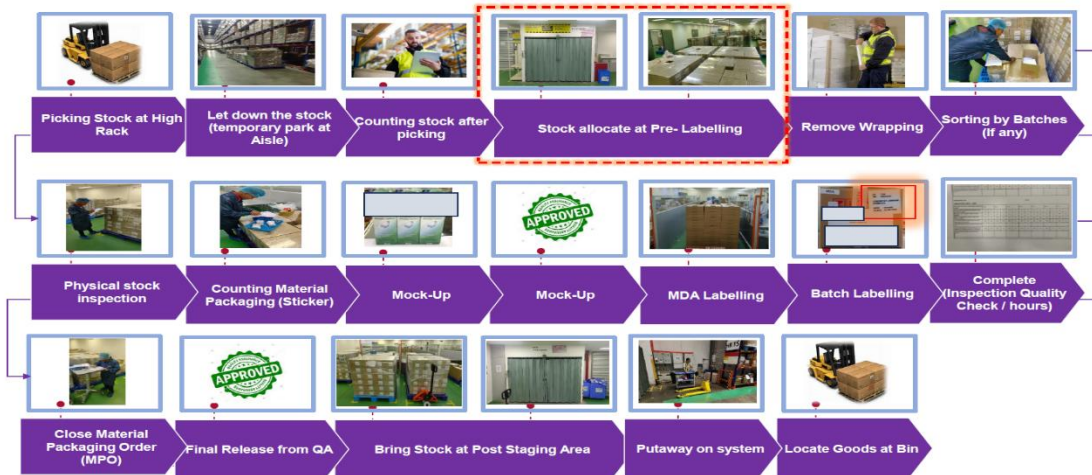 Picking Stock at High
Rack
Let down the stock
(temporary park at
Aisle)
Counting stock after
picking
Stock allocate at Pre- Labelling
Remove Wrapping
Sorting by Batches
(If any)
APPROVED
Physical stock
inspection
Counting Material
Packaging (Sticker)
Mock-Up
Mock-Up
MDA Labelling
Batch Labelling
Complete
(Inspection Quality
Check / hours)
APPROVED
15
Close Material
Packaging Order
(MPO)
Final Release from QA
Bring Stock at Post Staging Area
Putaway on system
Locate Goods at Bin